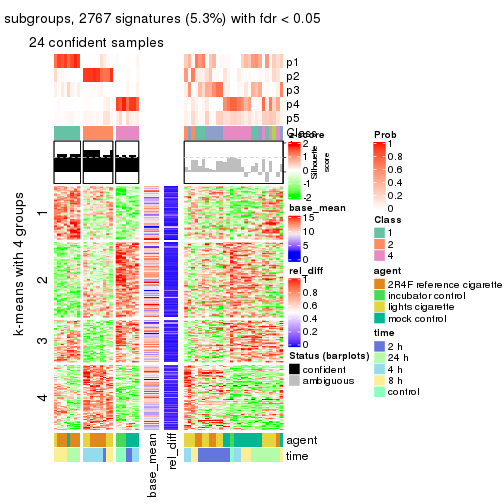 subgroups, 2767 signatures (5.3%) with fdr < 0.05
24 confident samples
p1
p2
p3
p4
p5
Class
Silhouette
score
k-means with 4 groups
1
2
3
4
agent
time
base_mean
rel_diff
z-score
2
1
0
-1
-2
base_mean
15
10
5
0
rel_diff
1
0.8
0.6
0.4
0.2
0
Status (barplots)
confident
ambiguous
Prob
1
0.8
0.6
0.4
0.2
0
Class
1
2
4
agent
2R4F reference cigarette
incubator control
lights cigarette
mock control
time
2 h
24 h
4 h
8 h
control